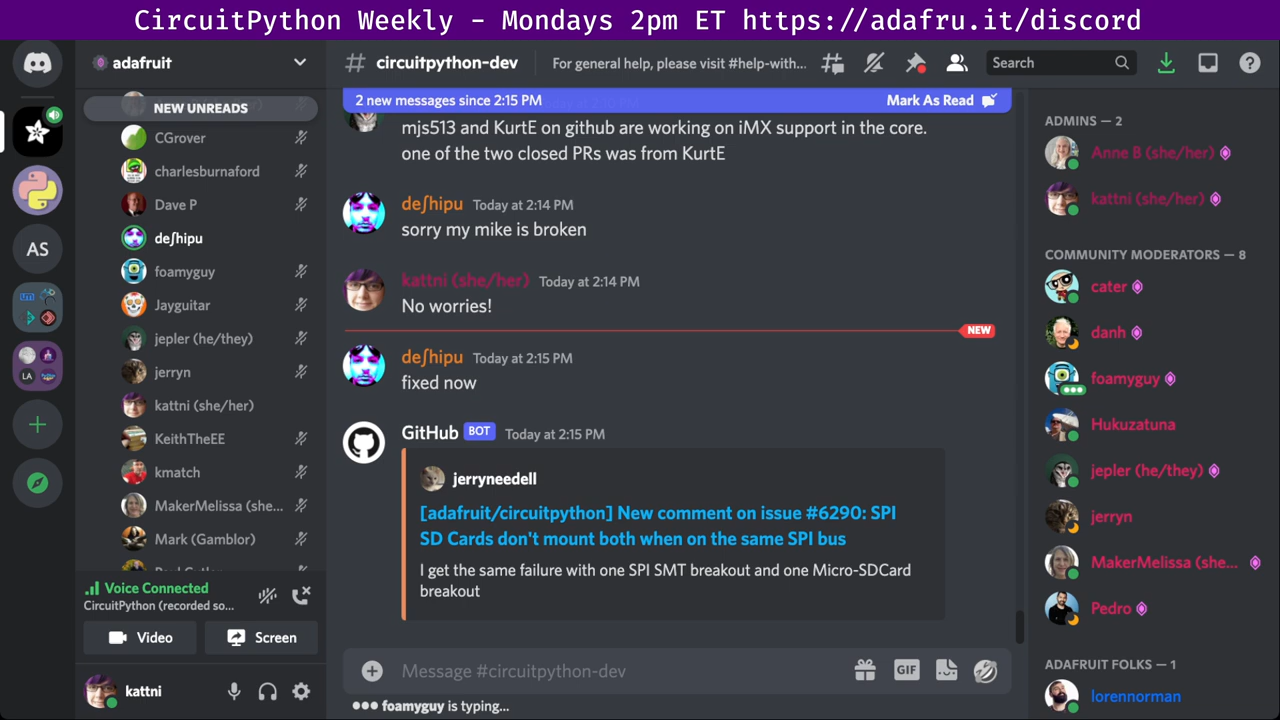 CircuitPython Weekly - Mondays 2pm ET https://adafru.it/discord
adafruit
NEW UNREADS
CGrover
charlesburnaford
Dave P
deʃhipu
foamyguy
Jayguitar
jepler (he/they)
jerryn
kattni (she/her)
KeithTheEE
kmatch
MakerMelissa (she...
Mark (Gamblor)
Voice Connected
CircuitPython (recorded so...
Video
Screen
kattni
AS
LA
# circuitpython-dev
For general help, please visit #help-with...
Search
2 new messages since 2:15 PM
Mark As Read
mjs513 and KurtE on github are working on iMX support in the core.
one of the two closed PRs was from KurtE
deʃhipu Today at 2:14 PM
sorry my mike is broken
kattni (she/her) Today at 2:14 PM
No worries!
NEW
deʃhipu Today at 2:15 PM
fixed now
GitHub BOT Today at 2:15 PM
jerryneedell
[adafruit/circuitpython] New comment on issue #6290: SPI
SD Cards don't mount both when on the same SPI bus
I get the same failure with one SPI SMT breakout and one Micro-SDCard
breakout
Message #circuitpython-dev
GIF
foamyguy is typing...
ADMINS — 2
Anne B (she/her)
kattni (she/her)
COMMUNITY MODERATORS — 8
cater
danh
foamyguy
Hukuzatuna
jepler (he/they)
jerryn
MakerMelissa (she...
Pedro
ADAFRUIT FOLKS — 1
lorennorman